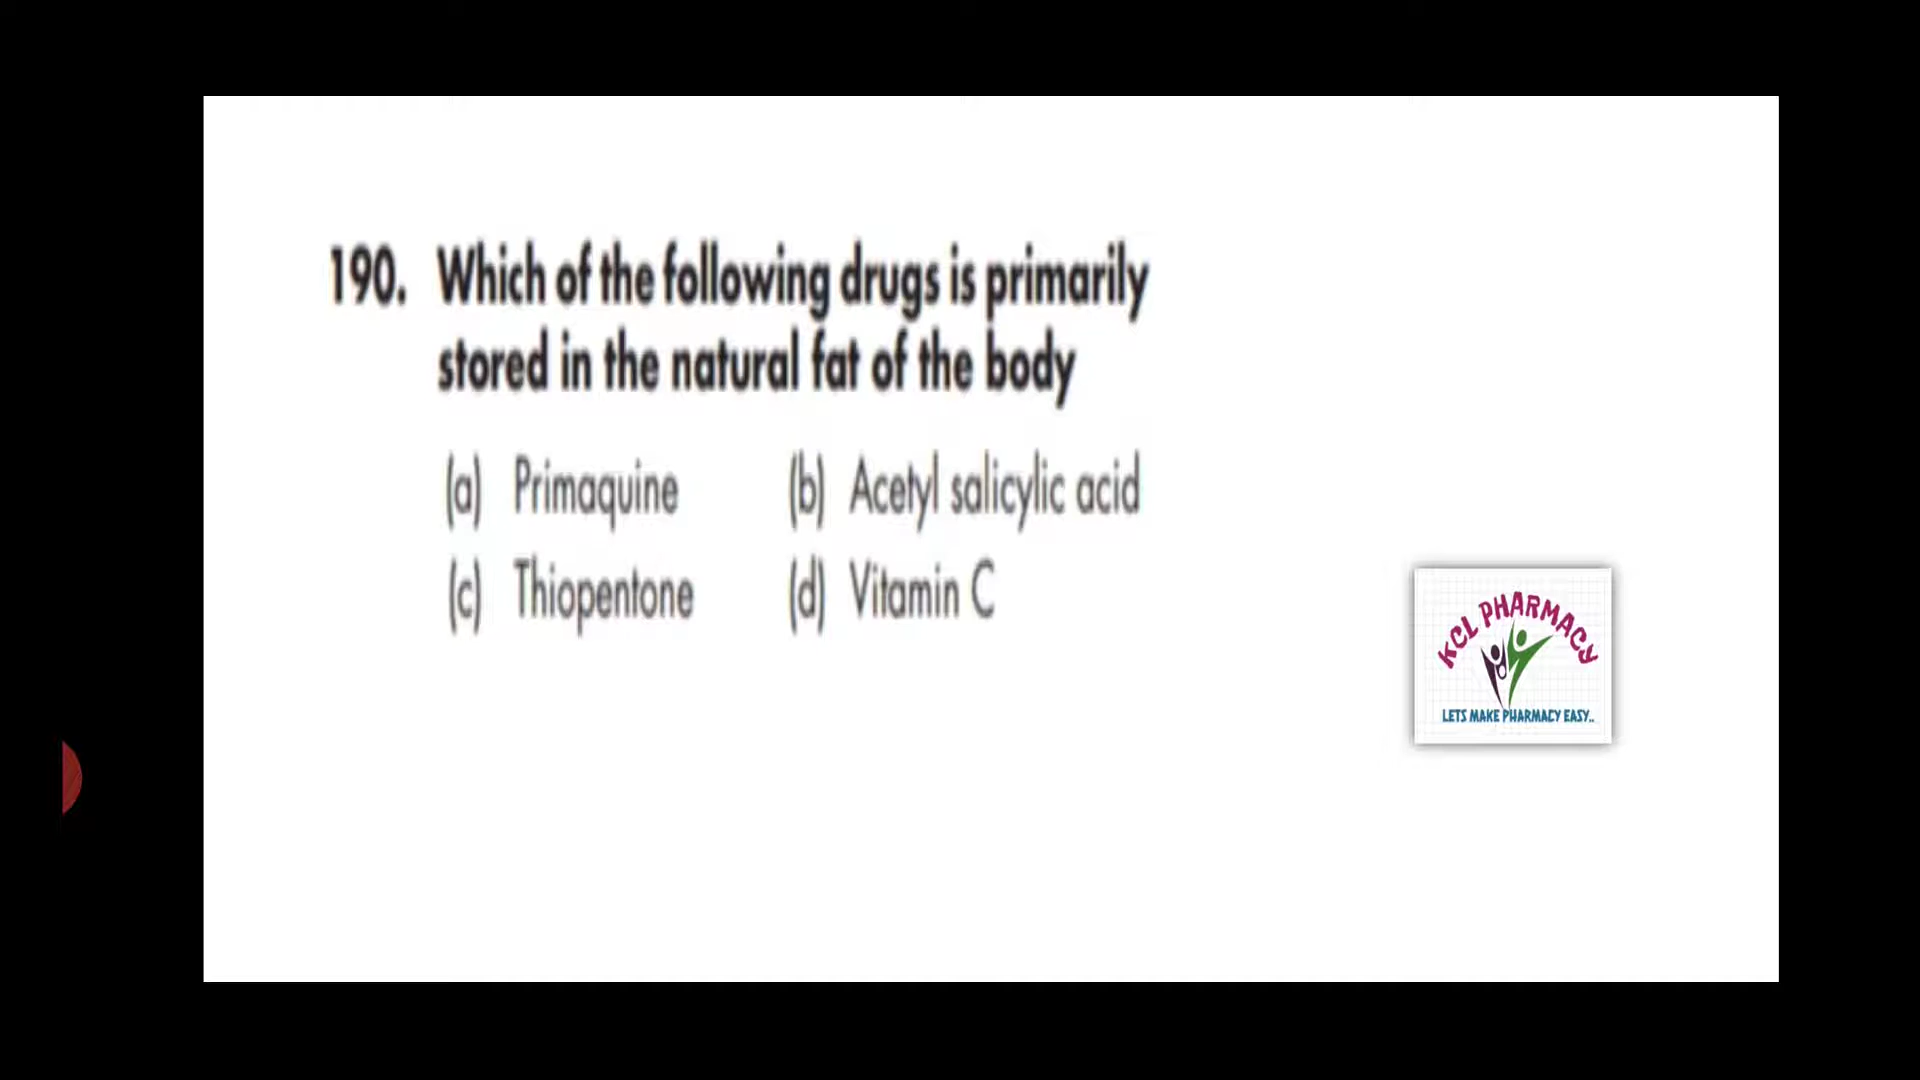 190. Which of the following drugs is primarily
stored in the natural fat of the body
(a) Primaquine (b) Acetyl salicylic acid
(c) Thiopentone (d) Vitamin C
KCL PHARMACY
LETS MAKE PHARMACY EASY..